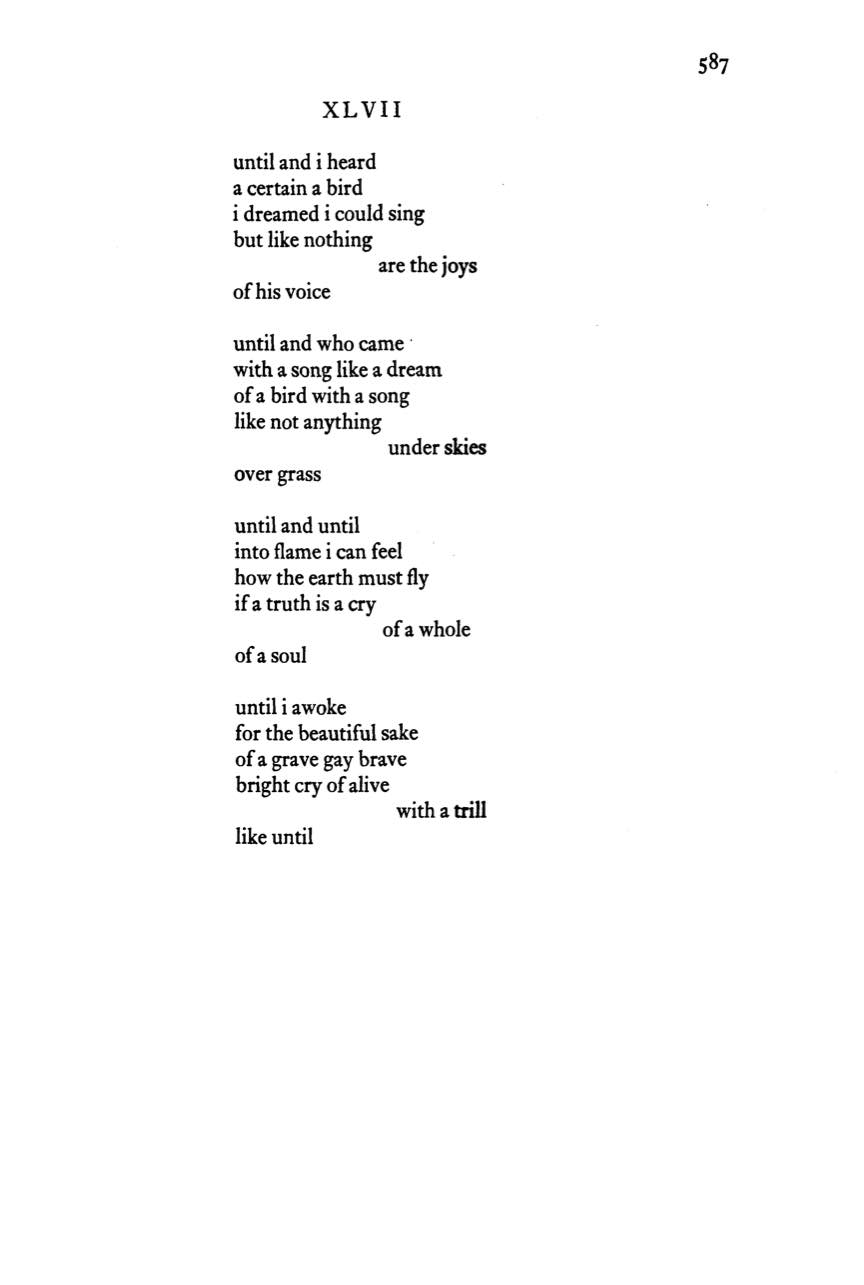 587
XLVII
until and i heard
a certain a bird
i dreamed i could sing
but like nothing
are the joys
of his voice
until and who came
with a song like a dream
of a bird with a song
like not anything
under skies
over grass
until and until
into flame i can feel
how the earth must fly
if a truth is a cry
of a whole
of a soul
until i awoke
for the beautiful sake
of a grave gay brave
bright cry of alive
with a trill
like until